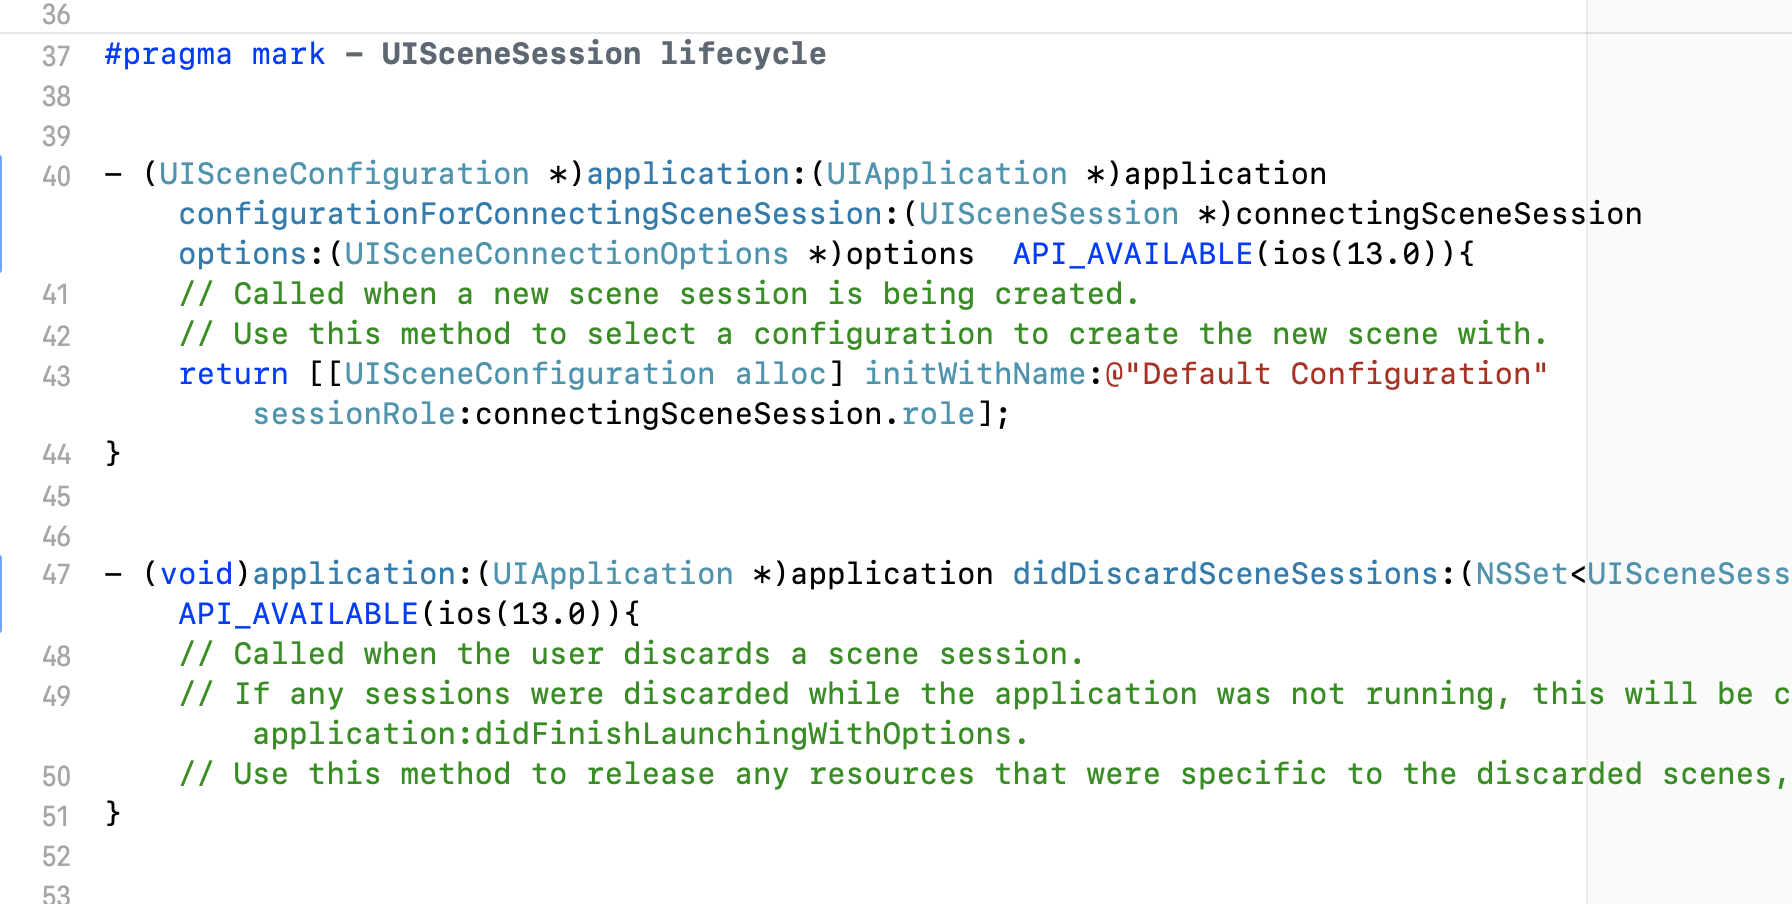 36
37 #pragma mark - UISceneSession lifecycle
38
39
40 - (UISceneConfiguration *)application:(UIApplication *)application
configurationForConnectingSceneSession:(UISceneSession *)connectingSceneSession
options:(UISceneConnectionOptions *)options  API_AVAILABLE(ios(13.0)){
41 // Called when a new scene session is being created.
42 // Use this method to select a configuration to create the new scene with.
43 return [[UISceneConfiguration alloc] initWithName:@"Default Configuration"
sessionRole:connectingSceneSession.role];
44 }
45
46
47 - (void)application:(UIApplication *)application didDiscardSceneSessions:(NSSet<UISceneSess
API_AVAILABLE(ios(13.0)){
48 // Called when the user discards a scene session.
49 // If any sessions were discarded while the application was not running, this will be c
application:didFinishLaunchingWithOptions.
50 // Use this method to release any resources that were specific to the discarded scenes,
51 }
52
53